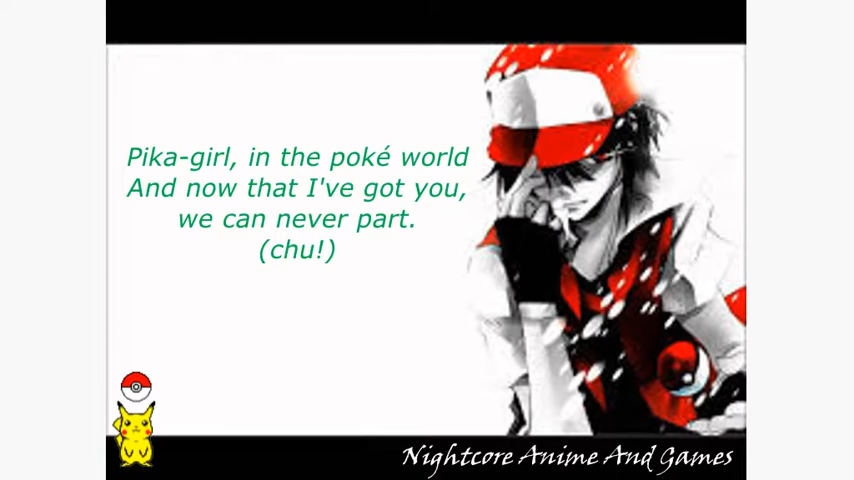 Pika-girl, in the poké world
And now that I've got you,
we can never part.
(chu!)
Nightcore Anime And Games